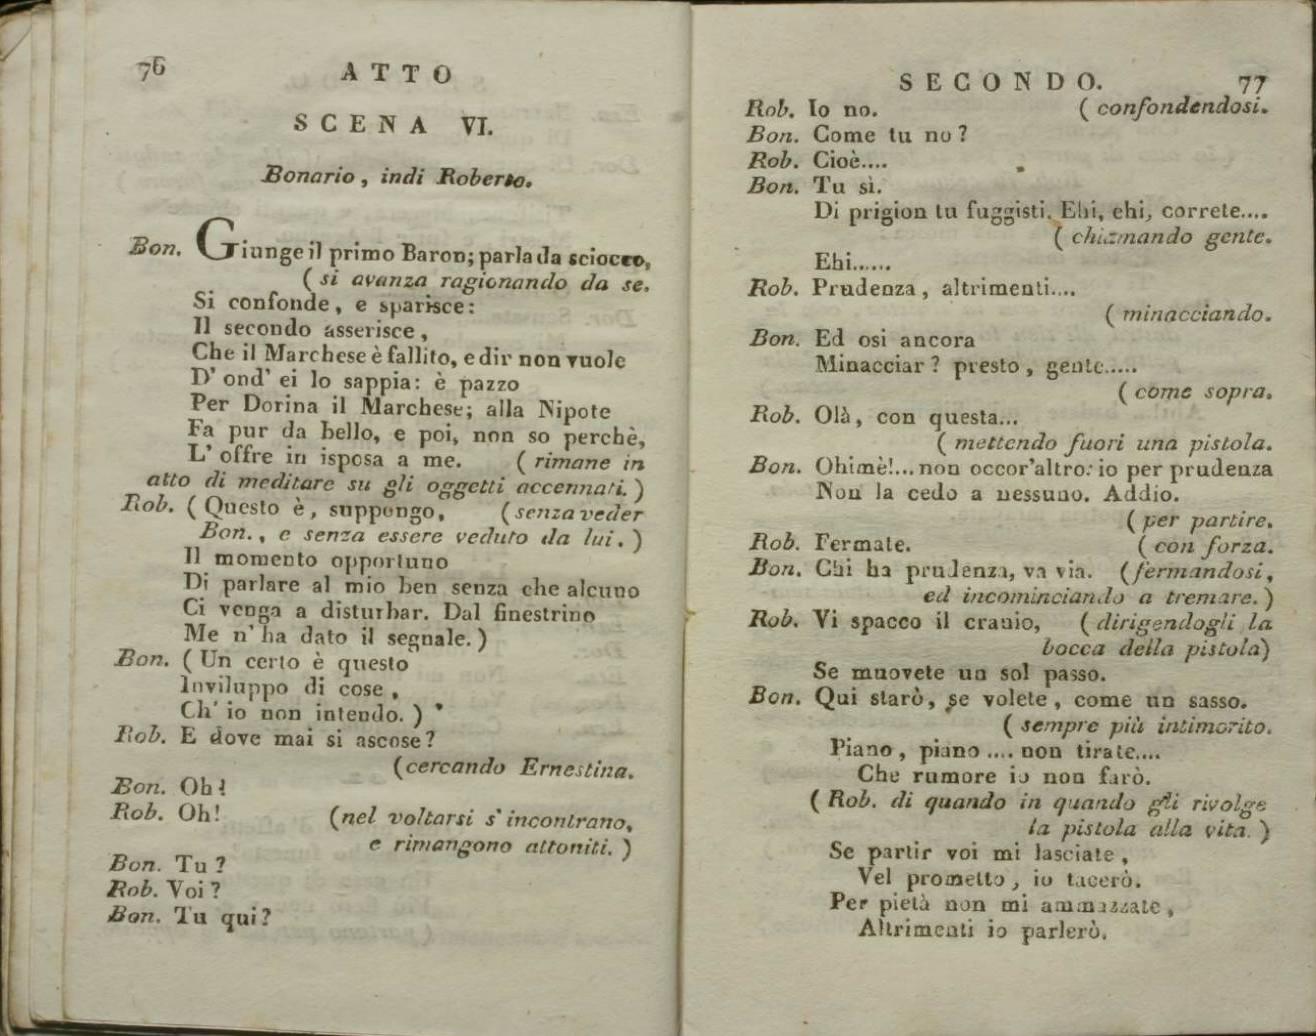 76
ATTO
SCENA VI.
Bonario, indi Roberto.
Bon. Giunge il primo Baron; parla da sciocco,
( si avanza ragionando da se.
Si confonde, e sparisce:
Il secondo asserisce,
Che il Marchese è fallito, e dir non vuole
D' ond' ei lo sappia: è pazzo
Per Dorina il Marchese; alla Nipote
Fa pur da bello, e poi, non so perchè,
L' offre in isposa a me. ( rimane in
atto di meditare su gli oggetti accennati. )
Rob. ( Questo è, suppongo, ( senza veder
Bon., e senza essere veduto da lui. )
Il momento opportuno
Di parlare al mio ben senza che alcuno
Ci venga a disturbar. Dal finestrino
Me n' ha dato il segnale. )
Bon. ( Un certo è questo
Inviluppo di cose,
Ch' io non intendo. )
Rob. E dove mai si ascose?
(cercando Ernestina.
Bon. Oh!
Rob. Oh! (nel voltarsi s' incontrano,
e rimangono attoniti. )
Bon. Tu?
Rob. Voi?
Bon. Tu qui?
SECONDO. 77
Rob. Io no. ( confondendosi.
Bon. Come tu no?
Rob. Cioè....
Bon. Tu sì.
Di prigion tu fuggisti. Ehi, ehi, correte....
( chiamando gente.
Ehi......
Rob. Prudenza, altrimenti....
( minacciando.
Bon. Ed osi ancora
Minacciar? presto, gente.....
( come sopra.
Rob. Olà, con questa...
( mettendo fuori una pistola.
Bon. Ohimè!... non occor'altro: io per prudenza
Non la cedo a nessuno. Addio.
( per partire.
Rob. Fermate. ( con forza.
Bon. Chi ha prudenza, va via. (fermandosi,
ed incominciando a tremare. )
Rob. Vi spacco il cranio, ( dirigendogli la
bocca della pistola)
Se muovete un sol passo.
Bon. Qui starò, se volete, come un sasso.
( sempre più intimorito.
Piano, piano .... non tirate....
Che rumore io non farò.
( Rob. di quando in quando gli rivolge
la pistola alla vita. )
Se partir voi mi lasciate,
Vel prometto, io tacerò.
Per pietà non mi ammazzate,
Altrimenti io parlerò.